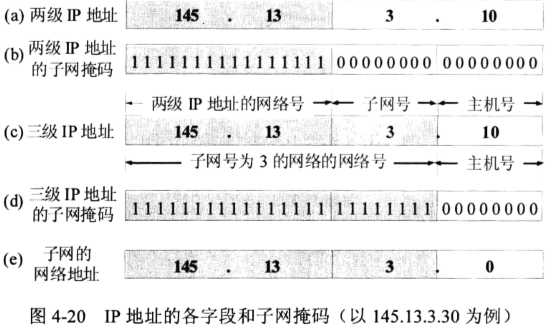 (a) 两级 IP 地址 145 . 13 3 . 10
(b) 两级 IP 地址
的子网掩码 1111111111111111 00000000 00000000
两级 IP 地址的网络号 子网号 主机号
(c) 三级 IP 地址 145 . 13 3 . 10
子网号为 3 的网络的网络号 主机号
(d) 三级 IP 地址
的子网掩码 1111111111111111 11111111 00000000
(e) 子网的
网络地址 145 . 13 3 . 0
图 4-20 IP 地址的各字段和子网掩码（以 145.13.3.30 为例）